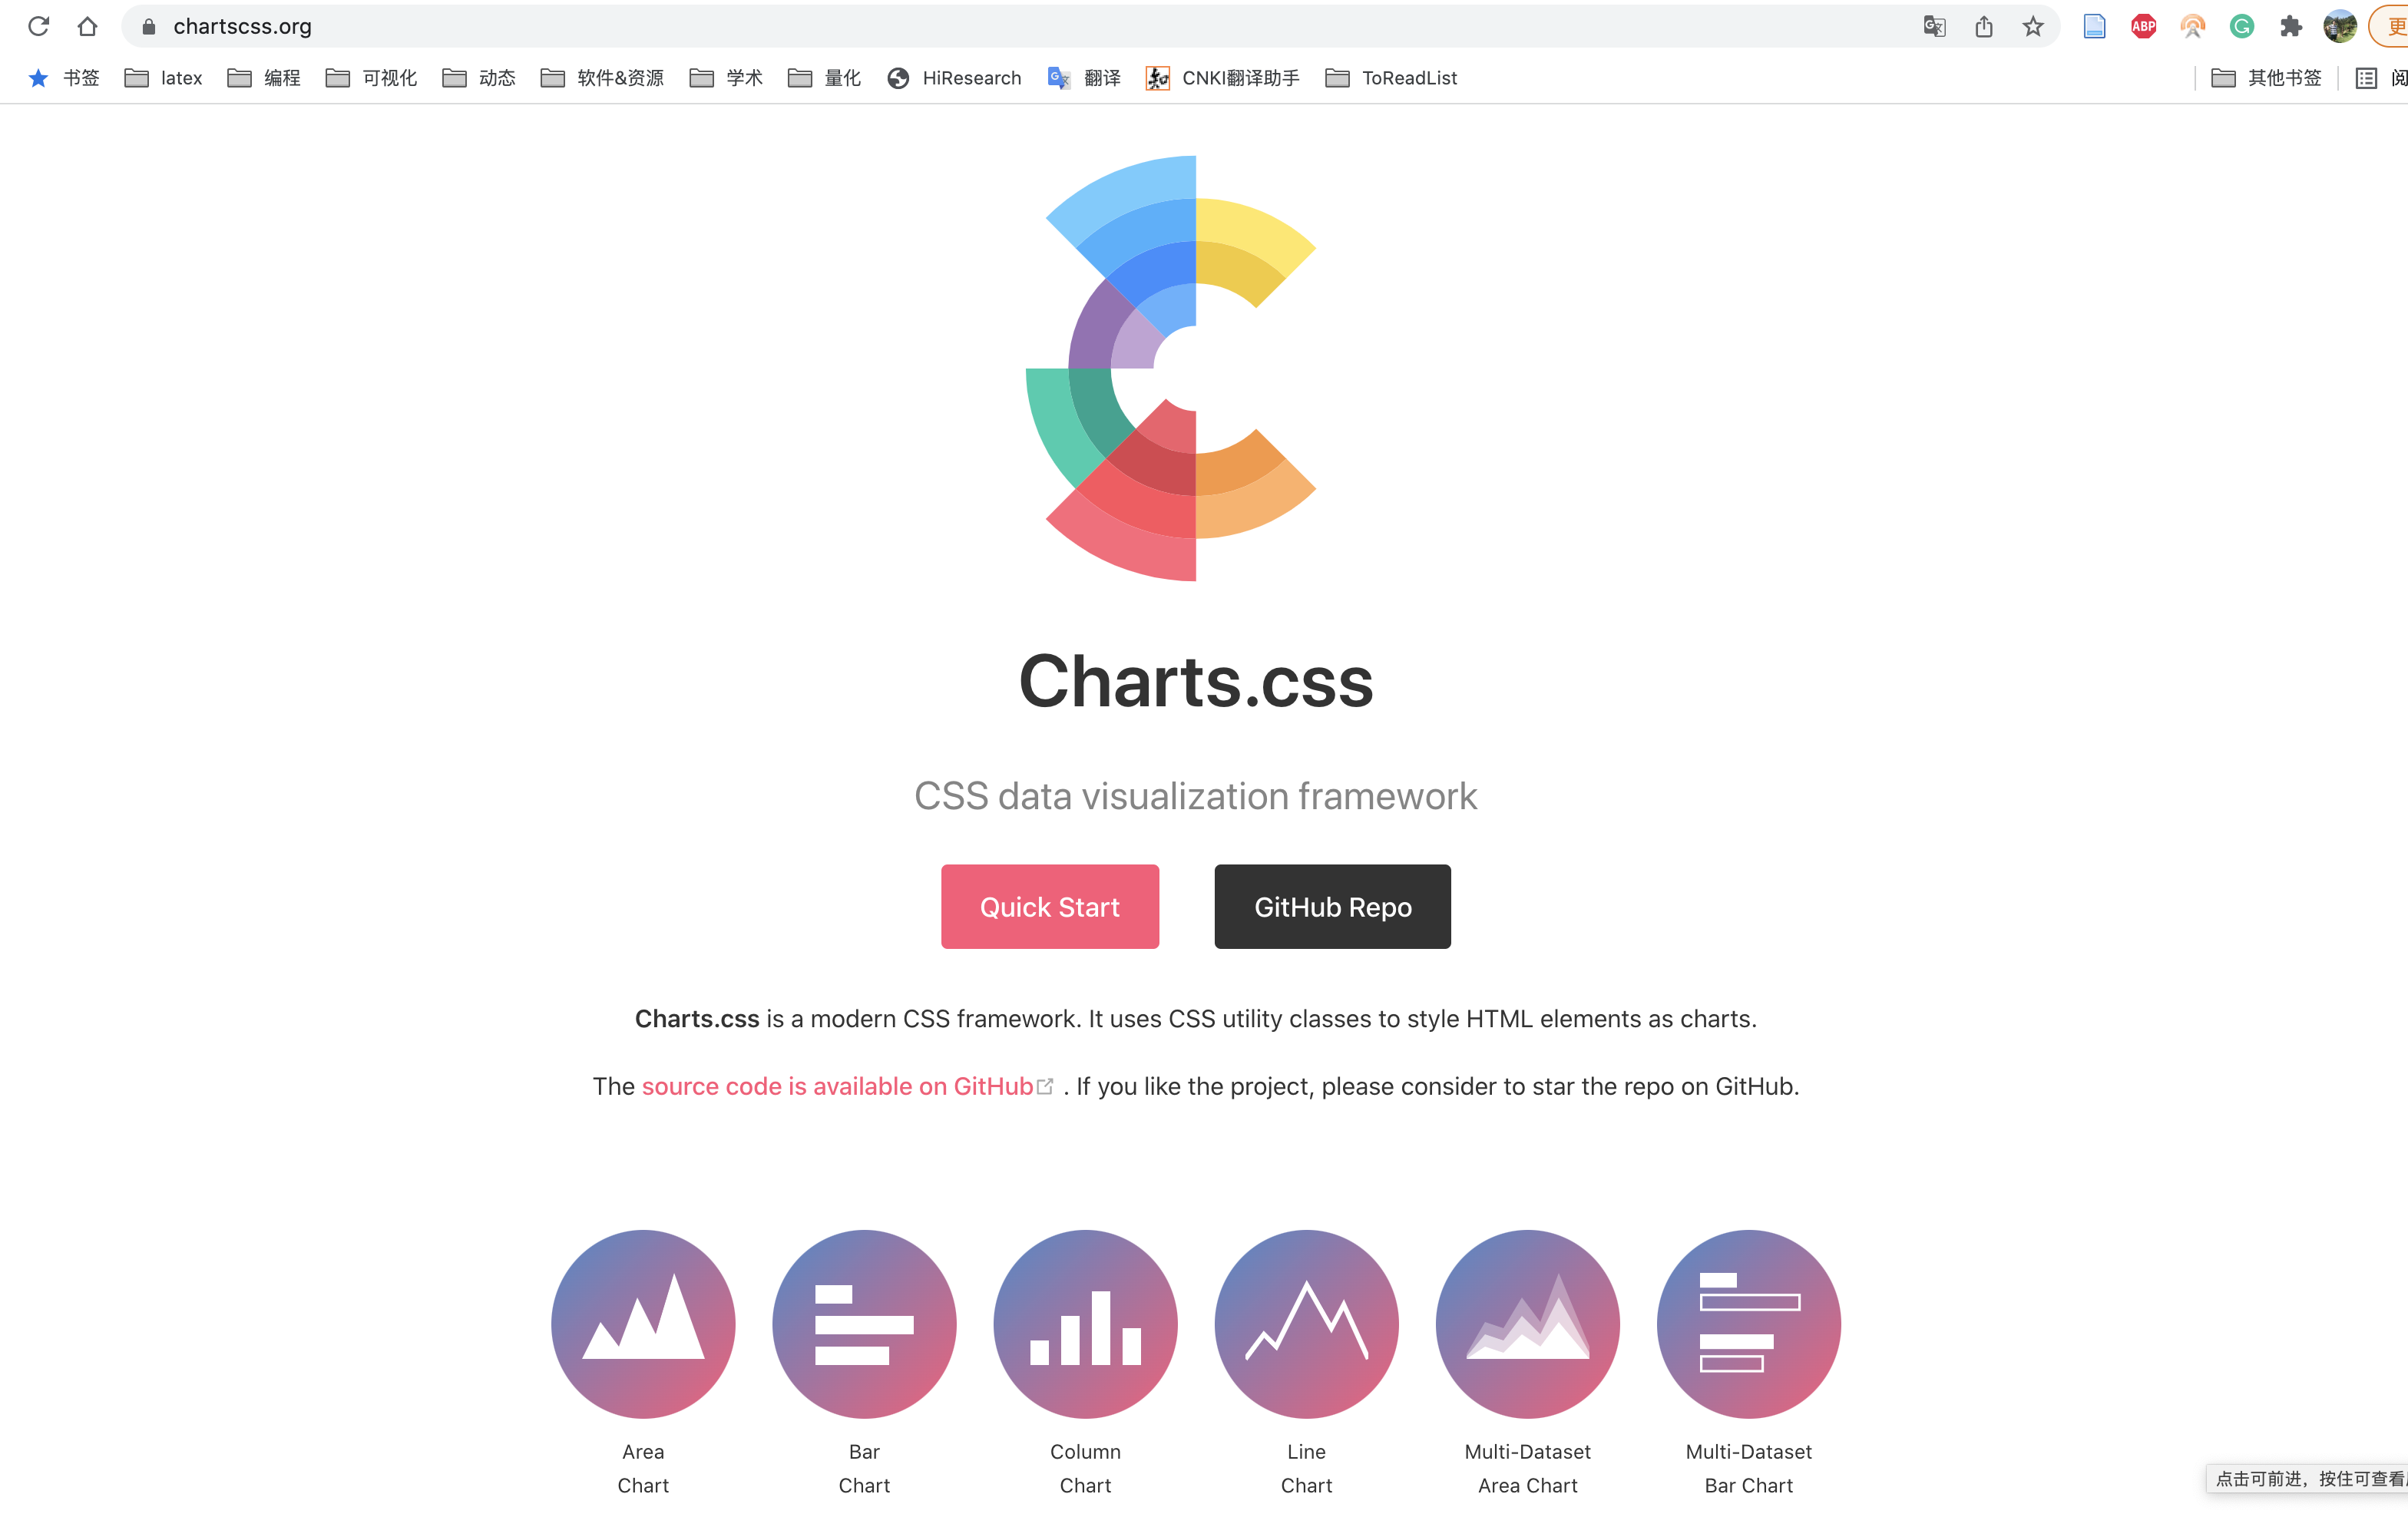 chartscss.org
ABP
更
书签 latex 编程 可视化 动态 软件&资源 学术 量化 HiResearch 翻译 CNKI翻译助手 ToReadList 其他书签 阅
Charts.css
CSS data visualization framework
Quick Start GitHub Repo
Charts.css is a modern CSS framework. It uses CSS utility classes to style HTML elements as charts.
The source code is available on GitHub . If you like the project, please consider to star the repo on GitHub.
Area
Chart
Bar
Chart
Column
Chart
Line
Chart
Multi-Dataset
Area Chart
Multi-Dataset
Bar Chart
点击可前进，按住可查看